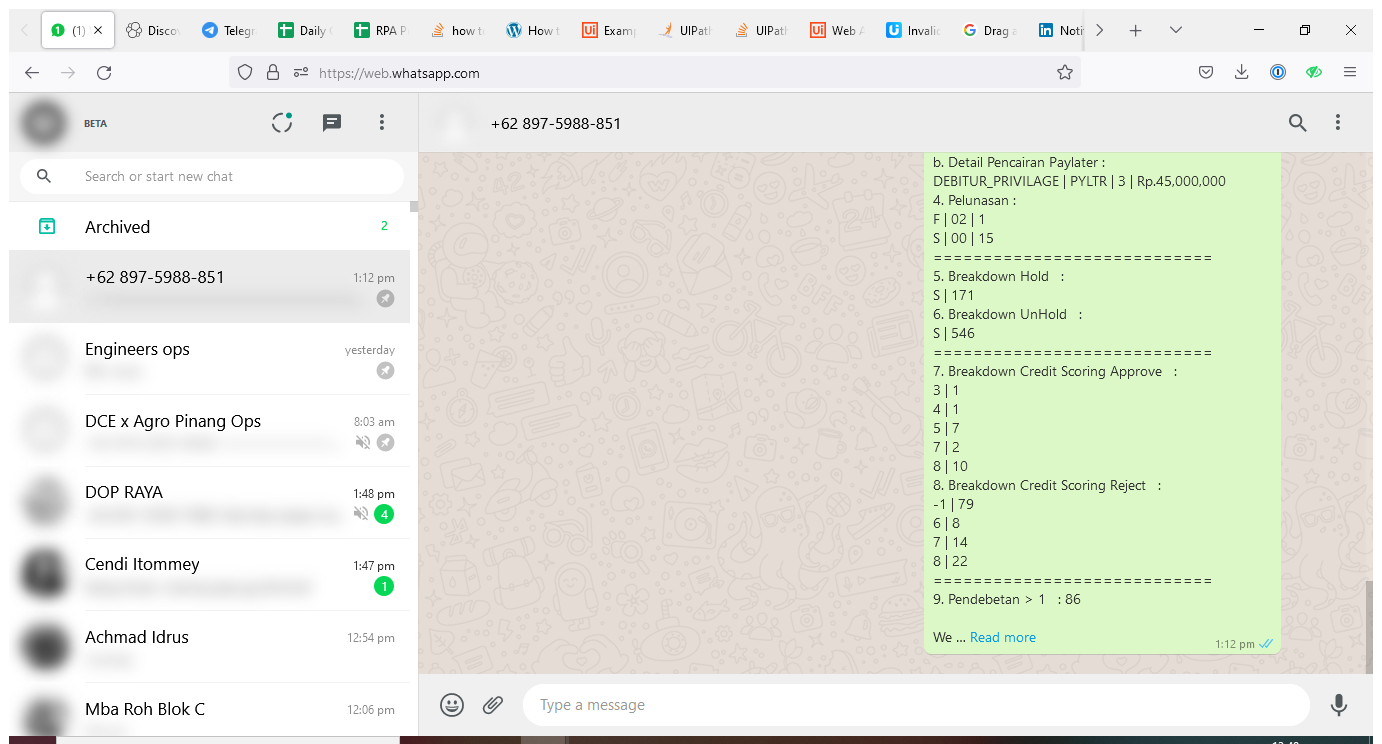 1
(1)
Disco
Telegr
Daily
RPA P
how t
How t
Exam
UIPat
UIPat
Web A
Invali
Drag a
Noti
https://web.whatsapp.com
BETA
+62 897-5988-851
Search or start new chat
Archived
2
+62 897-5988-851
1:12 pm
Engineers ops
yesterday
DCE x Agro Pinang Ops
8:03 am
DOP RAYA
1:48 pm
4
Cendi Itommey
1:47 pm
1
Achmad Idrus
12:54 pm
Mba Roh Blok C
12:06 pm
b. Detail Pencairan Paylater :
DEBITUR_PRIVILAGE | PYLTR | 3 | Rp.45,000,000
4. Pelunasan :
F | 02 | 1
S | 00 | 15
===========================
5. Breakdown Hold :
S | 171
6. Breakdown UnHold :
S | 546
===========================
7. Breakdown Credit Scoring Approve :
3 | 1
4 | 1
5 | 7
7 | 2
8 | 10
8. Breakdown Credit Scoring Reject :
-1 | 79
6 | 8
7 | 14
8 | 22
===========================
9. Pendebetan > 1 : 86
We ... Read more
1:12 pm
Type a message